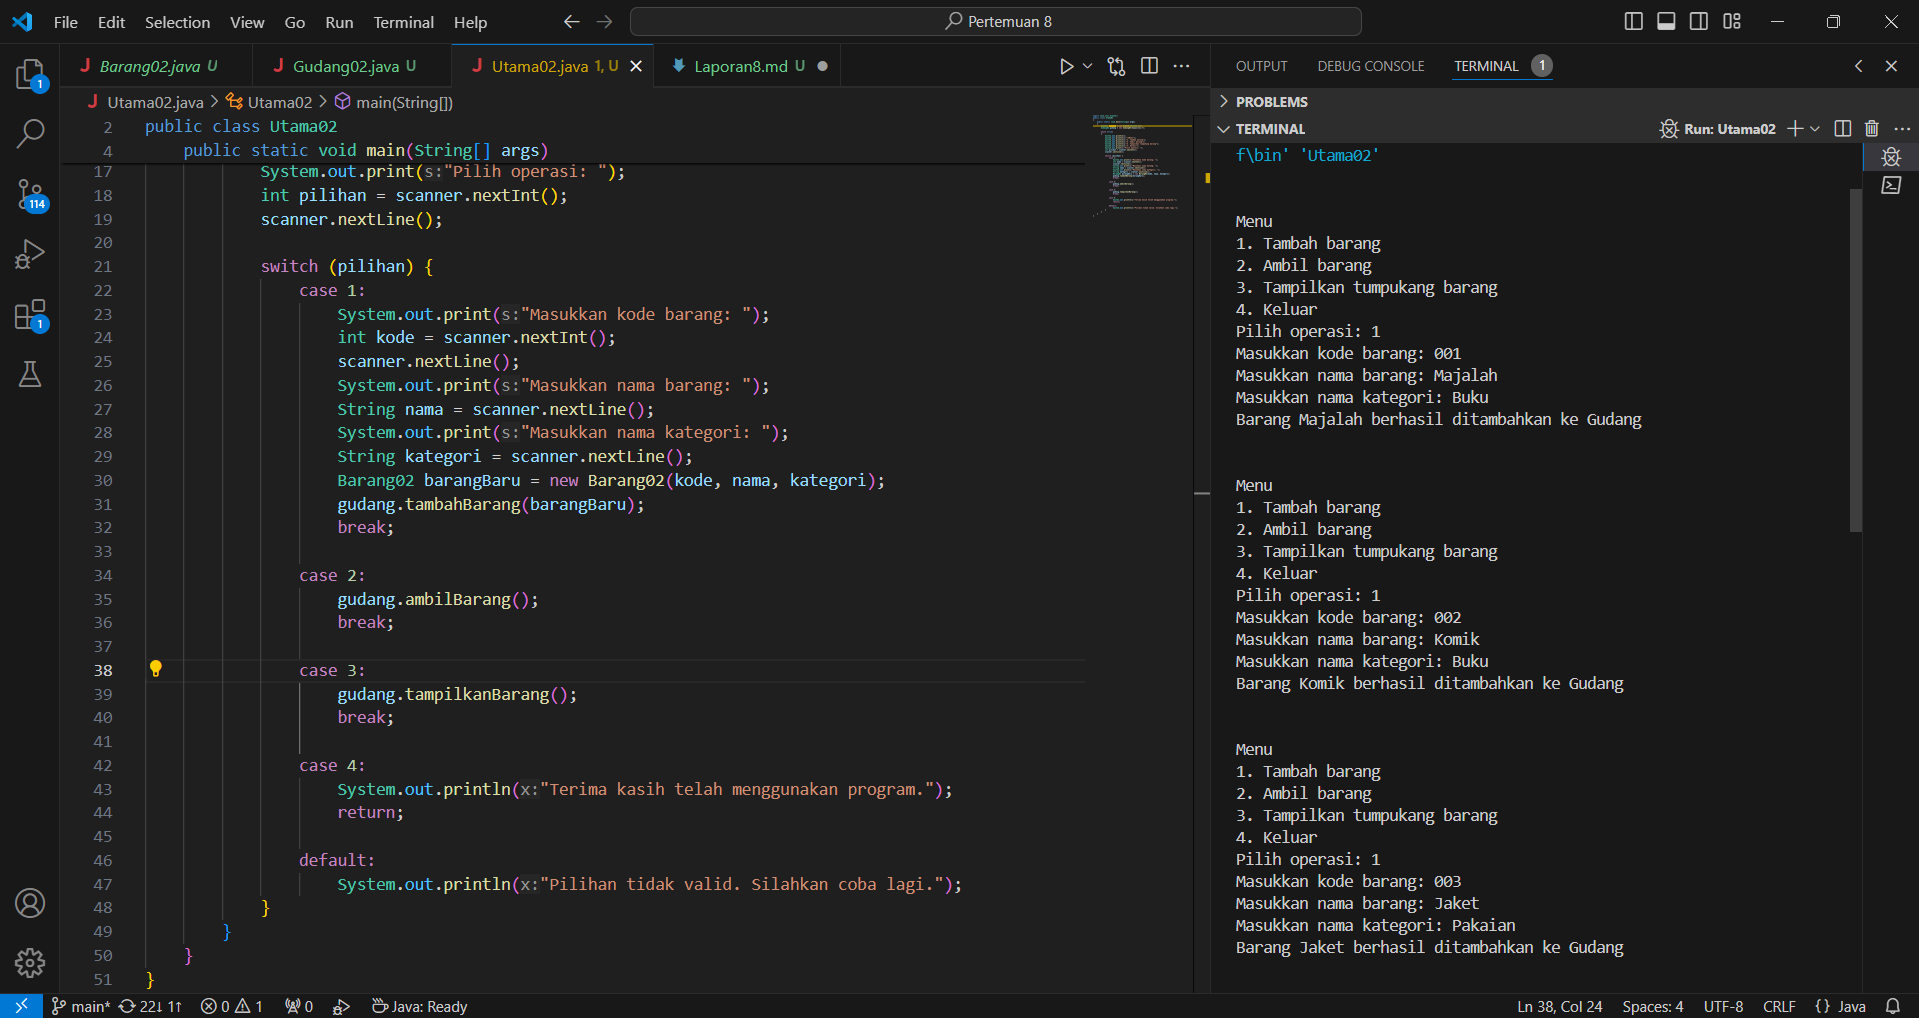 File Edit Selection View Go Run Terminal Help
Pertemuan 8
Barang02.java U
Gudang02.java U
Utama02.java 1, U
Laporan8.md U
Utama02.java > Utama02 > main(String[])
2 public class Utama02
4 public static void main(String[] args)
17 System.out.print(s:"Pilih operasi: ");
18 int pilihan = scanner.nextInt();
19 scanner.nextLine();
20
21 switch (pilihan) {
22 case 1:
23 System.out.print(s:"Masukkan kode barang: ");
24 int kode = scanner.nextInt();
25 scanner.nextLine();
26 System.out.print(s:"Masukkan nama barang: ");
27 String nama = scanner.nextLine();
28 System.out.print(s:"Masukkan nama kategori: ");
29 String kategori = scanner.nextLine();
30 Barang02 barangBaru = new Barang02(kode, nama, kategori);
31 gudang.tambahBarang(barangBaru);
32 break;
33
34 case 2:
35 gudang.ambilBarang();
36 break;
37
38 case 3:
39 gudang.tampilkanBarang();
40 break;
41
42 case 4:
43 System.out.println(x:"Terima kasih telah menggunakan program.");
44 return;
45
46 default:
47 System.out.println(x:"Pilihan tidak valid. Silahkan coba lagi.");
48 }
49 }
50 }
51 }
1
114
1
OUTPUT DEBUG CONSOLE TERMINAL 1
PROBLEMS
TERMINAL
Run: Utama02
f\bin' 'Utama02'
Menu
1. Tambah barang
2. Ambil barang
3. Tampilkan tumpukang barang
4. Keluar
Pilih operasi: 1
Masukkan kode barang: 001
Masukkan nama barang: Majalah
Masukkan nama kategori: Buku
Barang Majalah berhasil ditambahkan ke Gudang
Menu
1. Tambah barang
2. Ambil barang
3. Tampilkan tumpukang barang
4. Keluar
Pilih operasi: 1
Masukkan kode barang: 002
Masukkan nama barang: Komik
Masukkan nama kategori: Buku
Barang Komik berhasil ditambahkan ke Gudang
Menu
1. Tambah barang
2. Ambil barang
3. Tampilkan tumpukang barang
4. Keluar
Pilih operasi: 1
Masukkan kode barang: 003
Masukkan nama barang: Jaket
Masukkan nama kategori: Pakaian
Barang Jaket berhasil ditambahkan ke Gudang
main* 22↓ 1↑ 0 1 0 Java: Ready
Ln 38, Col 24 Spaces: 4 UTF-8 CRLF {} Java